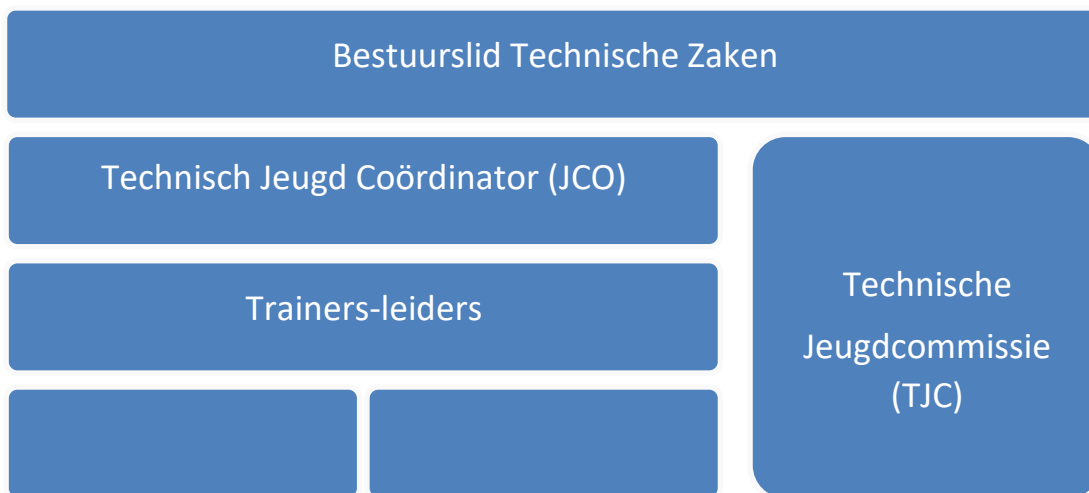 Bestuurslid Technische Zaken
Technisch Jeugd Coördinator (JCO)
Trainers-leiders
Technische
Jeugdcommissie
(TJC)